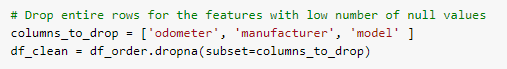 # Drop entire rows for the features with low number of null values
columns_to_drop = ['odometer', 'manufacturer', 'model' ]
df_clean = df_order.dropna(subset=columns_to_drop)